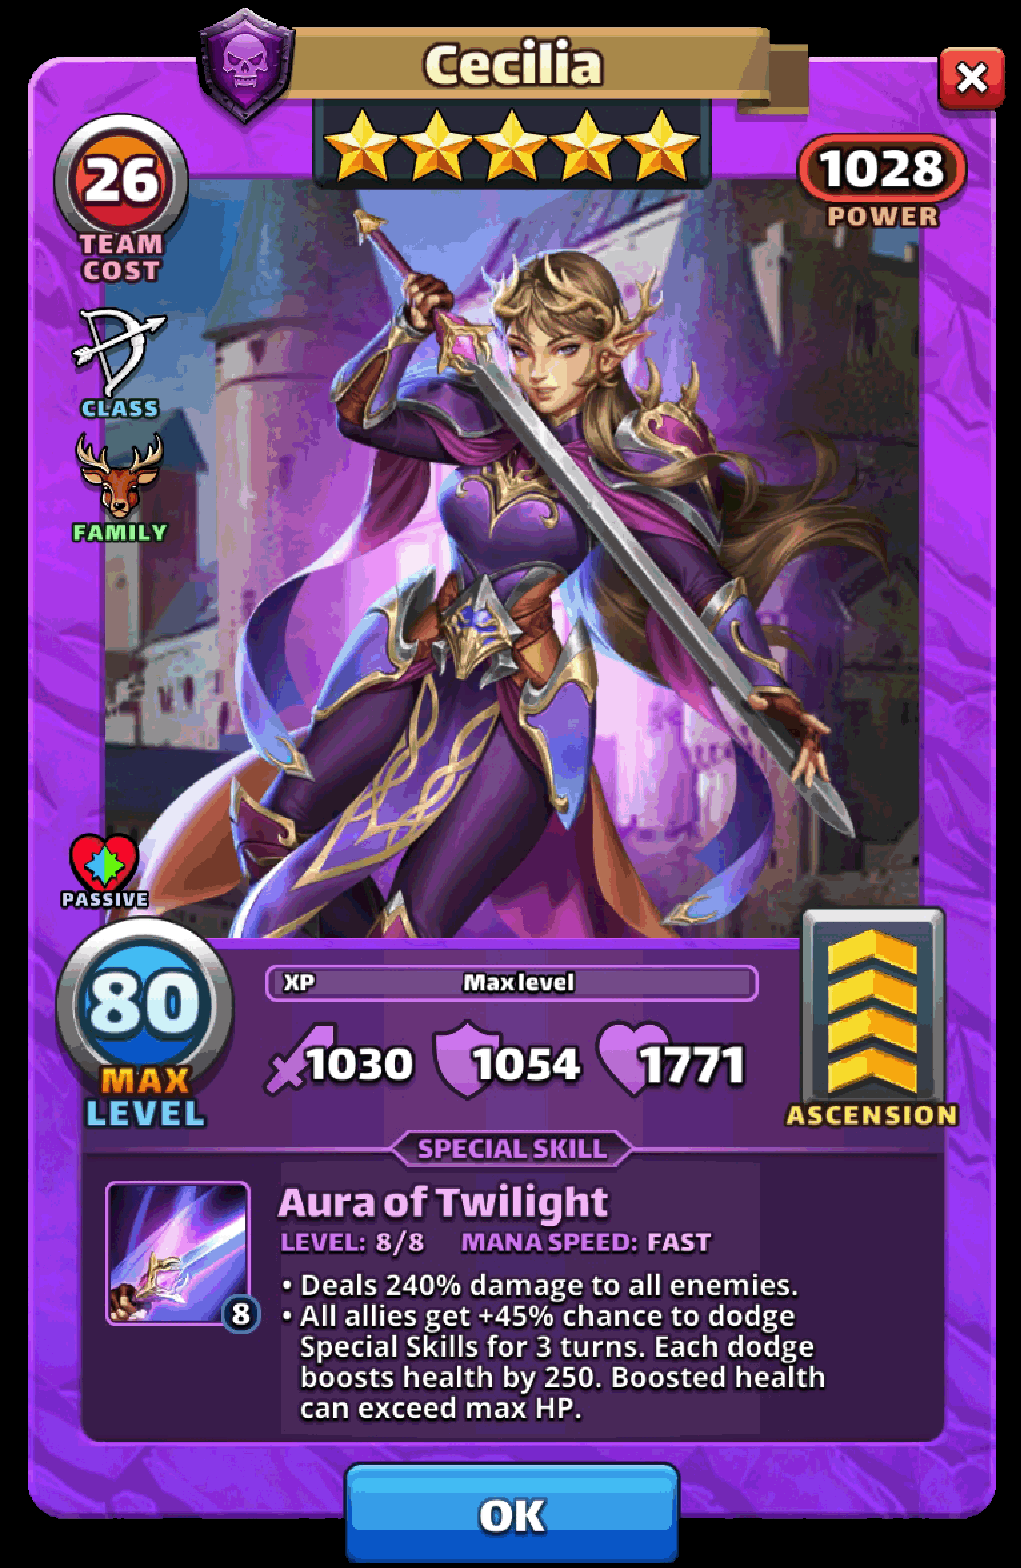 Cecilia
26
TEAM
COST
1028
POWER
CLASS
FAMILY
PASSIVE
80
MAX
LEVEL
XP Max level
1030 1054 1771
ASCENSION
SPECIAL SKILL
Aura of Twilight
LEVEL: 8/8 MANA SPEED: FAST
8
• Deals 240% damage to all enemies.
• All allies get +45% chance to dodge
Special Skills for 3 turns. Each dodge
boosts health by 250. Boosted health
can exceed max HP.
OK